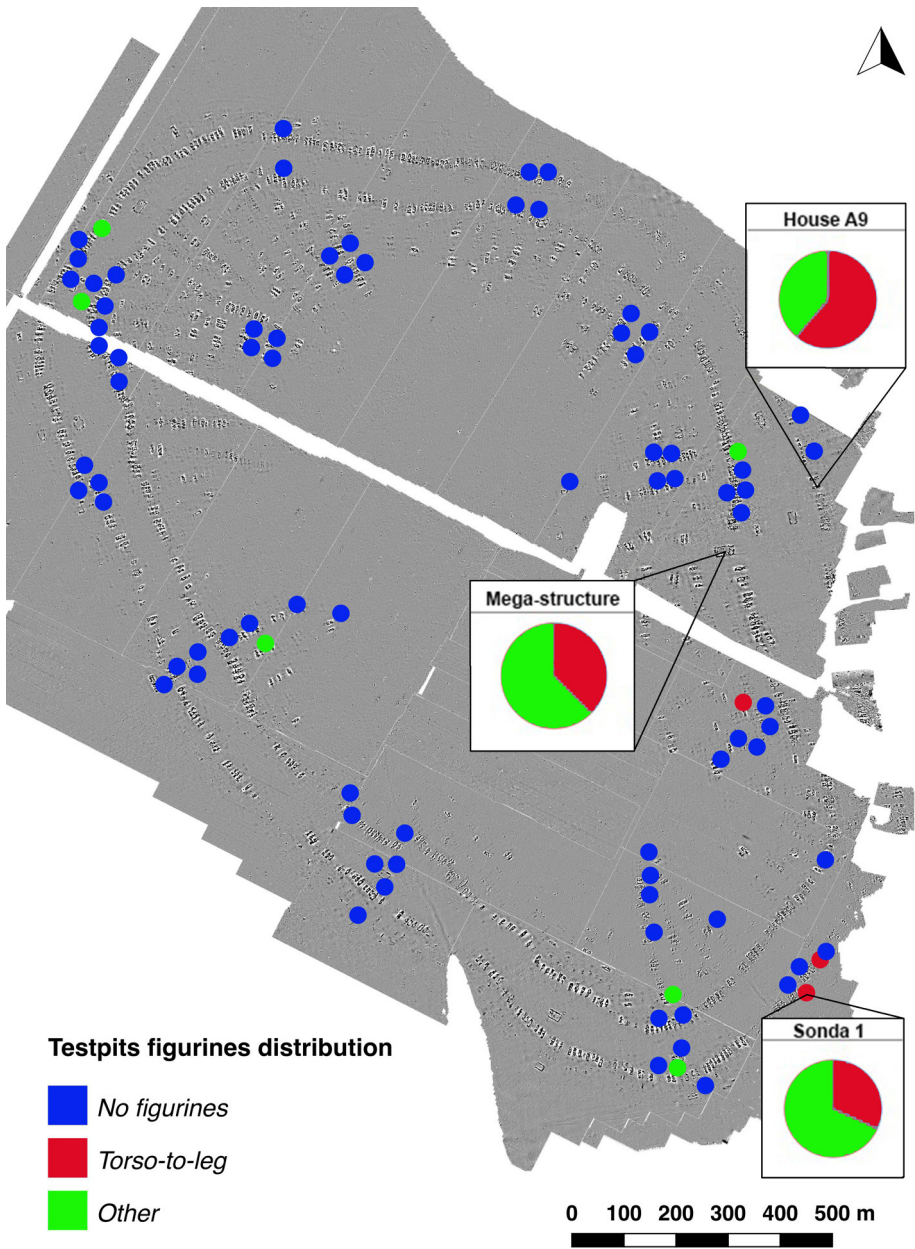 House A9
Mega-structure
Sonda 1
Testpits figurines distribution
No figurines
Torso-to-leg
Other
0 100 200 300 400 500 m